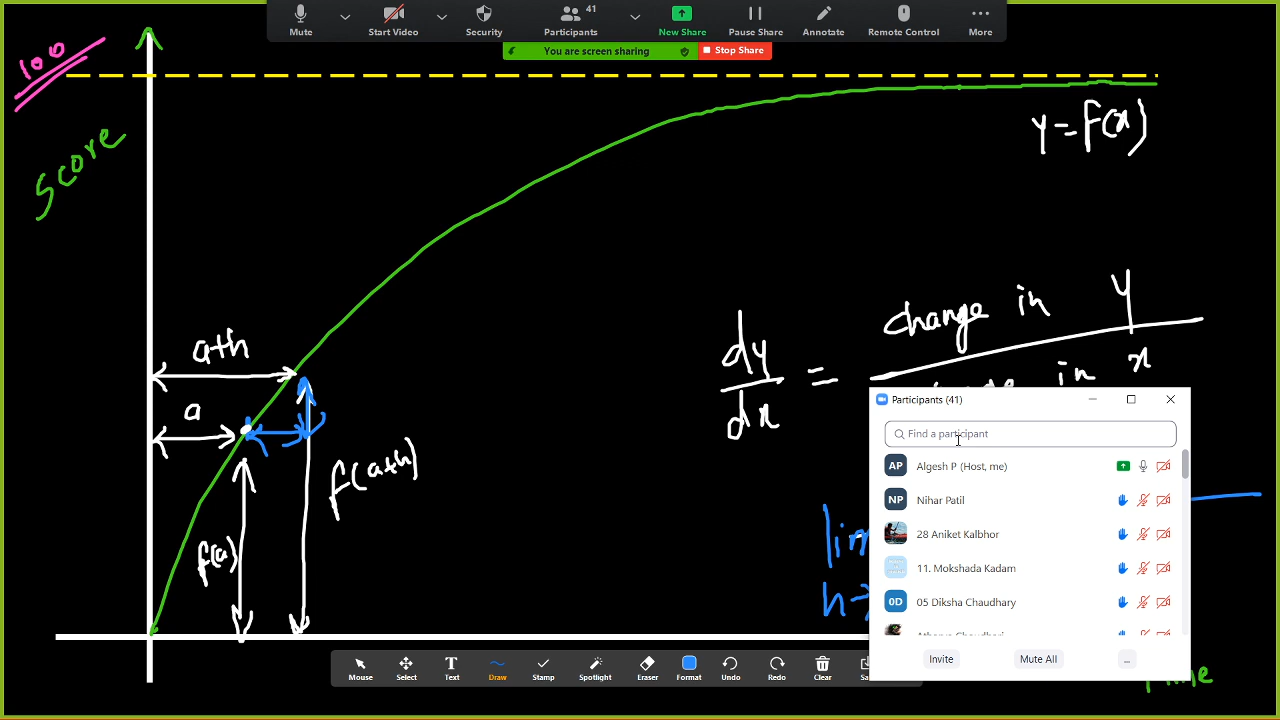 41
Mute
Start Video
Security
Participants
New Share
Pause Share
Annotate
Remote Control
More
You are screen sharing
Stop Share
100
Score
y=f(x)
a+h
a
f(a)
f(a+h)
dy
dx
=
change in y
in x
lim
h→
Participants (41)
Find a participant
AP Algesh P (Host, me)
NP Nihar Patil
28 Aniket Kalbhor
11. Mokshada Kadam
0D 05 Diksha Chaudhary
Invite
Mute All
...
Mouse
Select
Text
Draw
Stamp
Spotlight
Eraser
Format
Undo
Redo
Clear